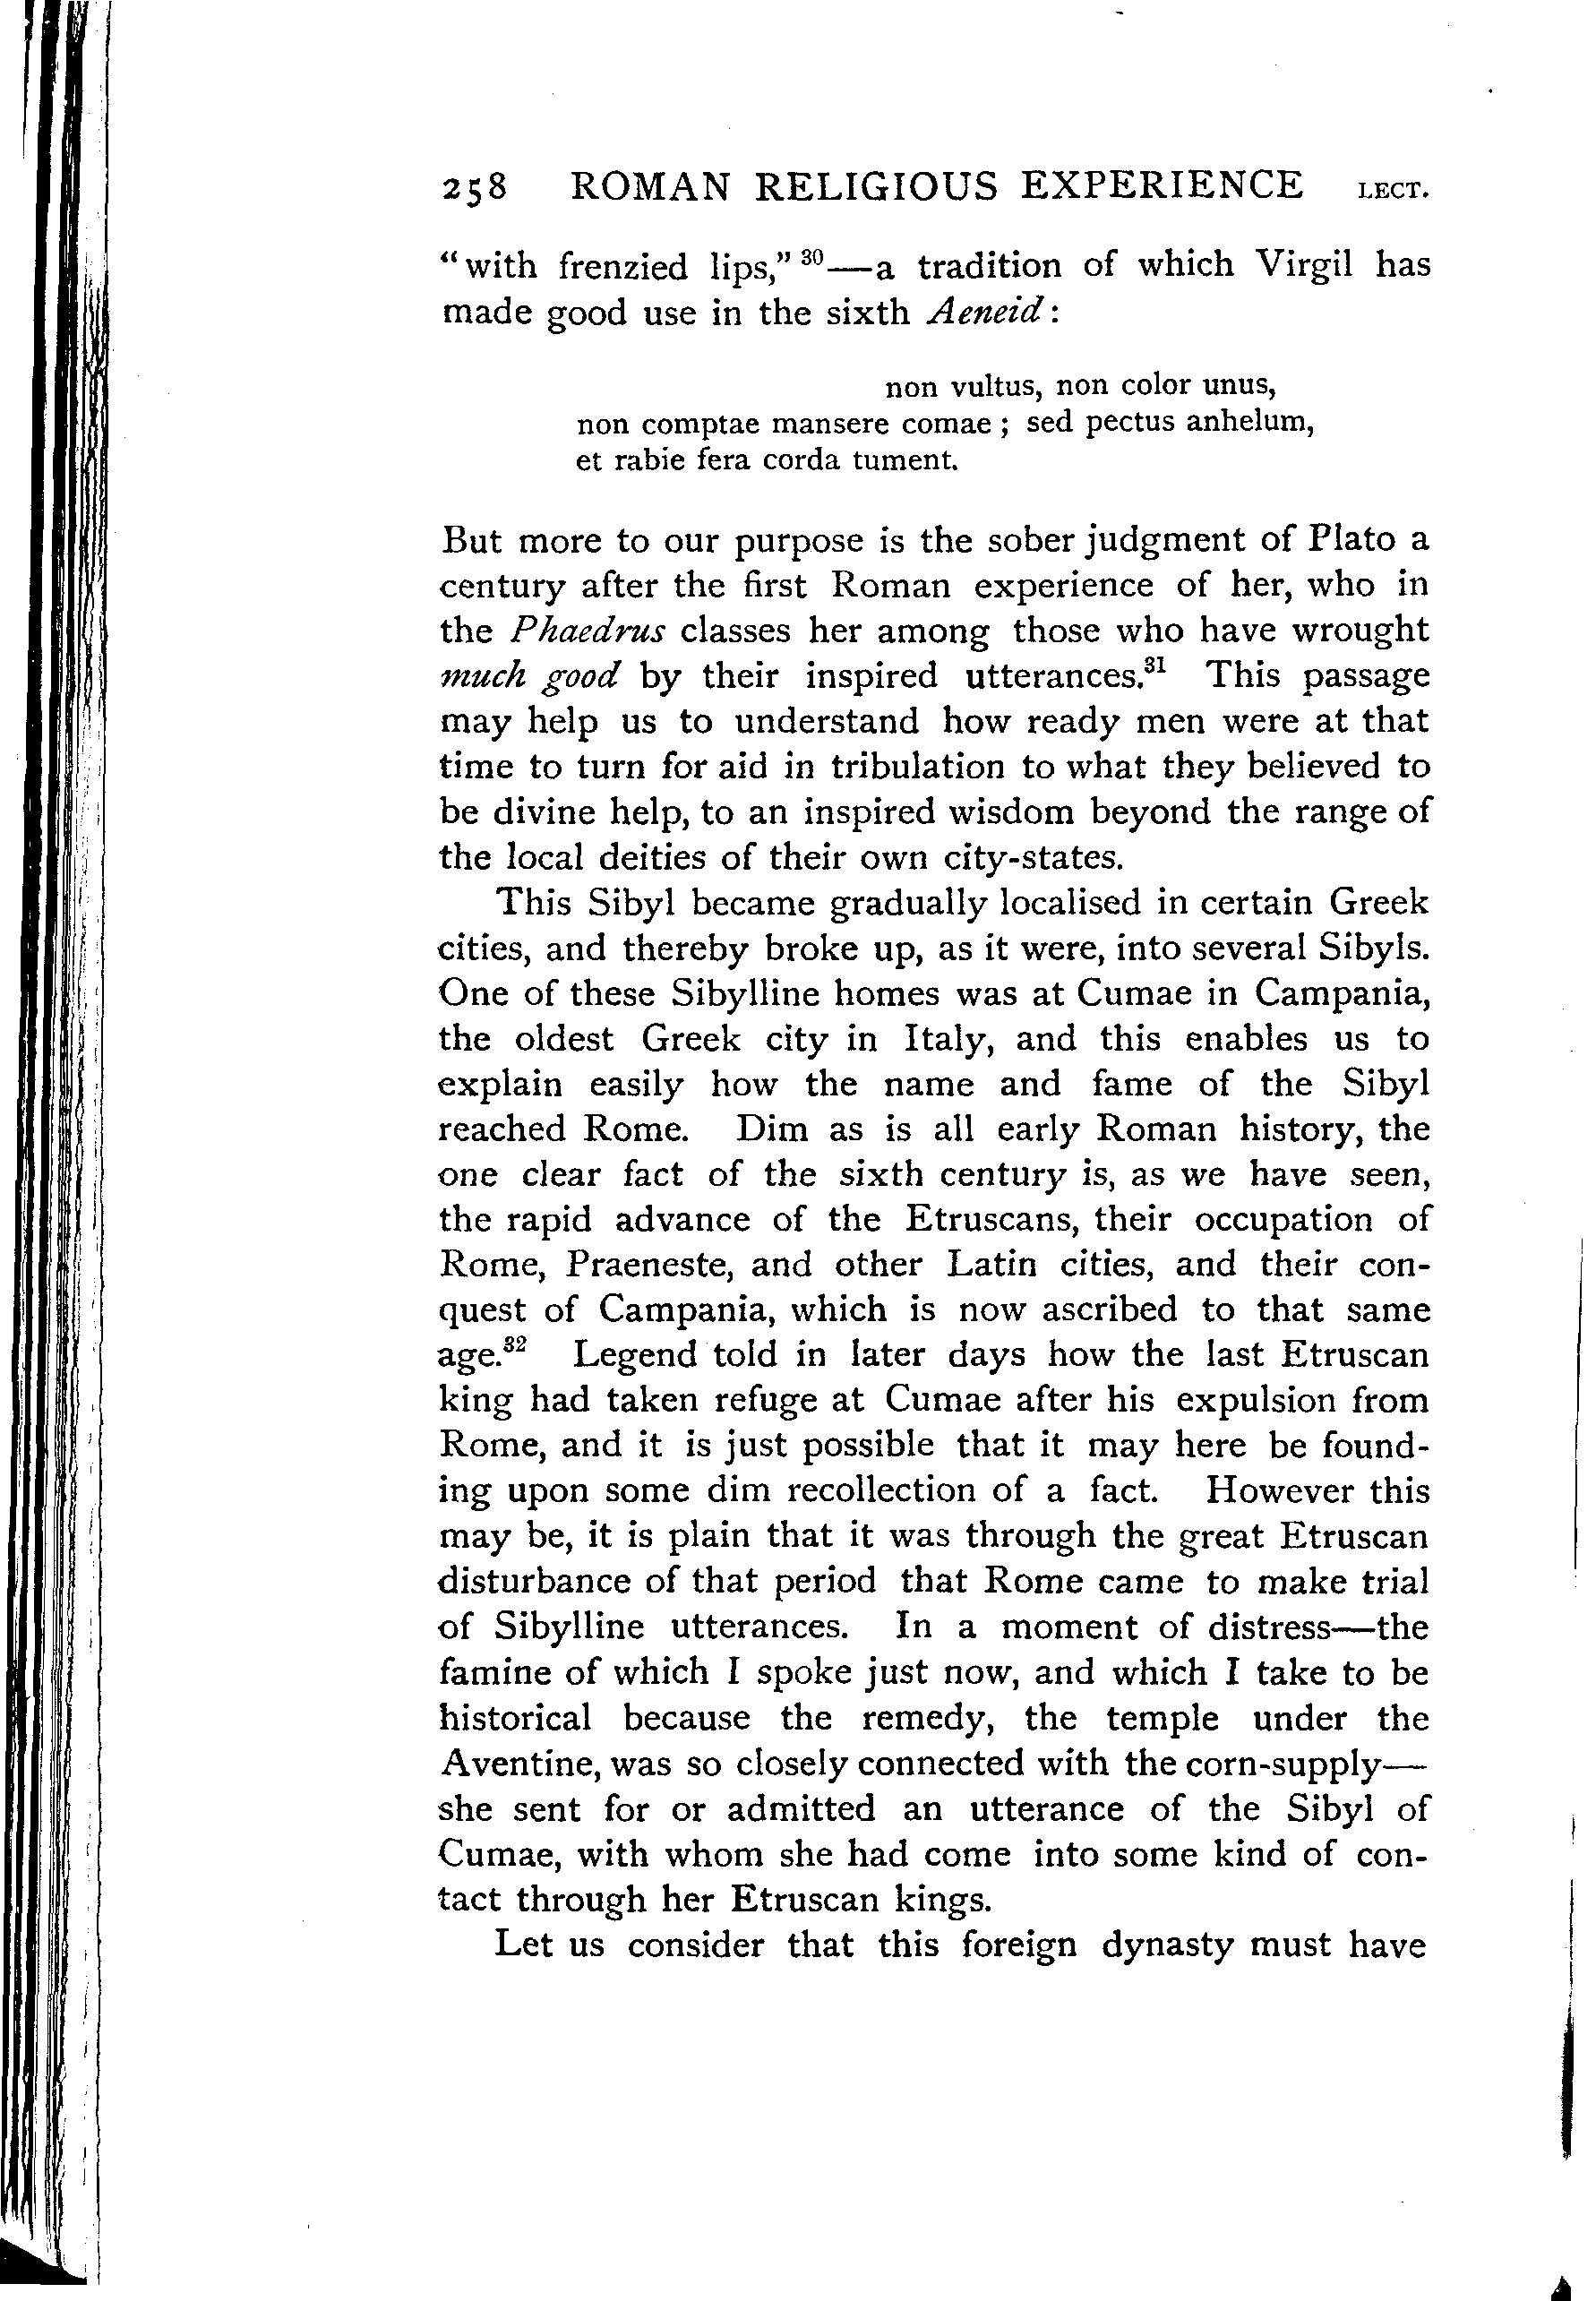 258 ROMAN RELIGIOUS EXPERIENCE LECT.
“with frenzied lips,” ³⁰—a tradition of which Virgil has
made good use in the sixth Aeneid:
non vultus, non color unus,
non comptae mansere comae; sed pectus anhelum,
et rabie fera corda tument.
But more to our purpose is the sober judgment of Plato a
century after the first Roman experience of her, who in
the Phaedrus classes her among those who have wrought
much good by their inspired utterances.³¹ This passage
may help us to understand how ready men were at that
time to turn for aid in tribulation to what they believed to
be divine help, to an inspired wisdom beyond the range of
the local deities of their own city-states.
This Sibyl became gradually localised in certain Greek
cities, and thereby broke up, as it were, into several Sibyls.
One of these Sibylline homes was at Cumae in Campania,
the oldest Greek city in Italy, and this enables us to
explain easily how the name and fame of the Sibyl
reached Rome. Dim as is all early Roman history, the
one clear fact of the sixth century is, as we have seen,
the rapid advance of the Etruscans, their occupation of
Rome, Praeneste, and other Latin cities, and their con-
quest of Campania, which is now ascribed to that same
age.³² Legend told in later days how the last Etruscan
king had taken refuge at Cumae after his expulsion from
Rome, and it is just possible that it may here be found-
ing upon some dim recollection of a fact. However this
may be, it is plain that it was through the great Etruscan
disturbance of that period that Rome came to make trial
of Sibylline utterances. In a moment of distress—the
famine of which I spoke just now, and which I take to be
historical because the remedy, the temple under the
Aventine, was so closely connected with the corn-supply—
she sent for or admitted an utterance of the Sibyl of
Cumae, with whom she had come into some kind of con-
tact through her Etruscan kings.
Let us consider that this foreign dynasty must have